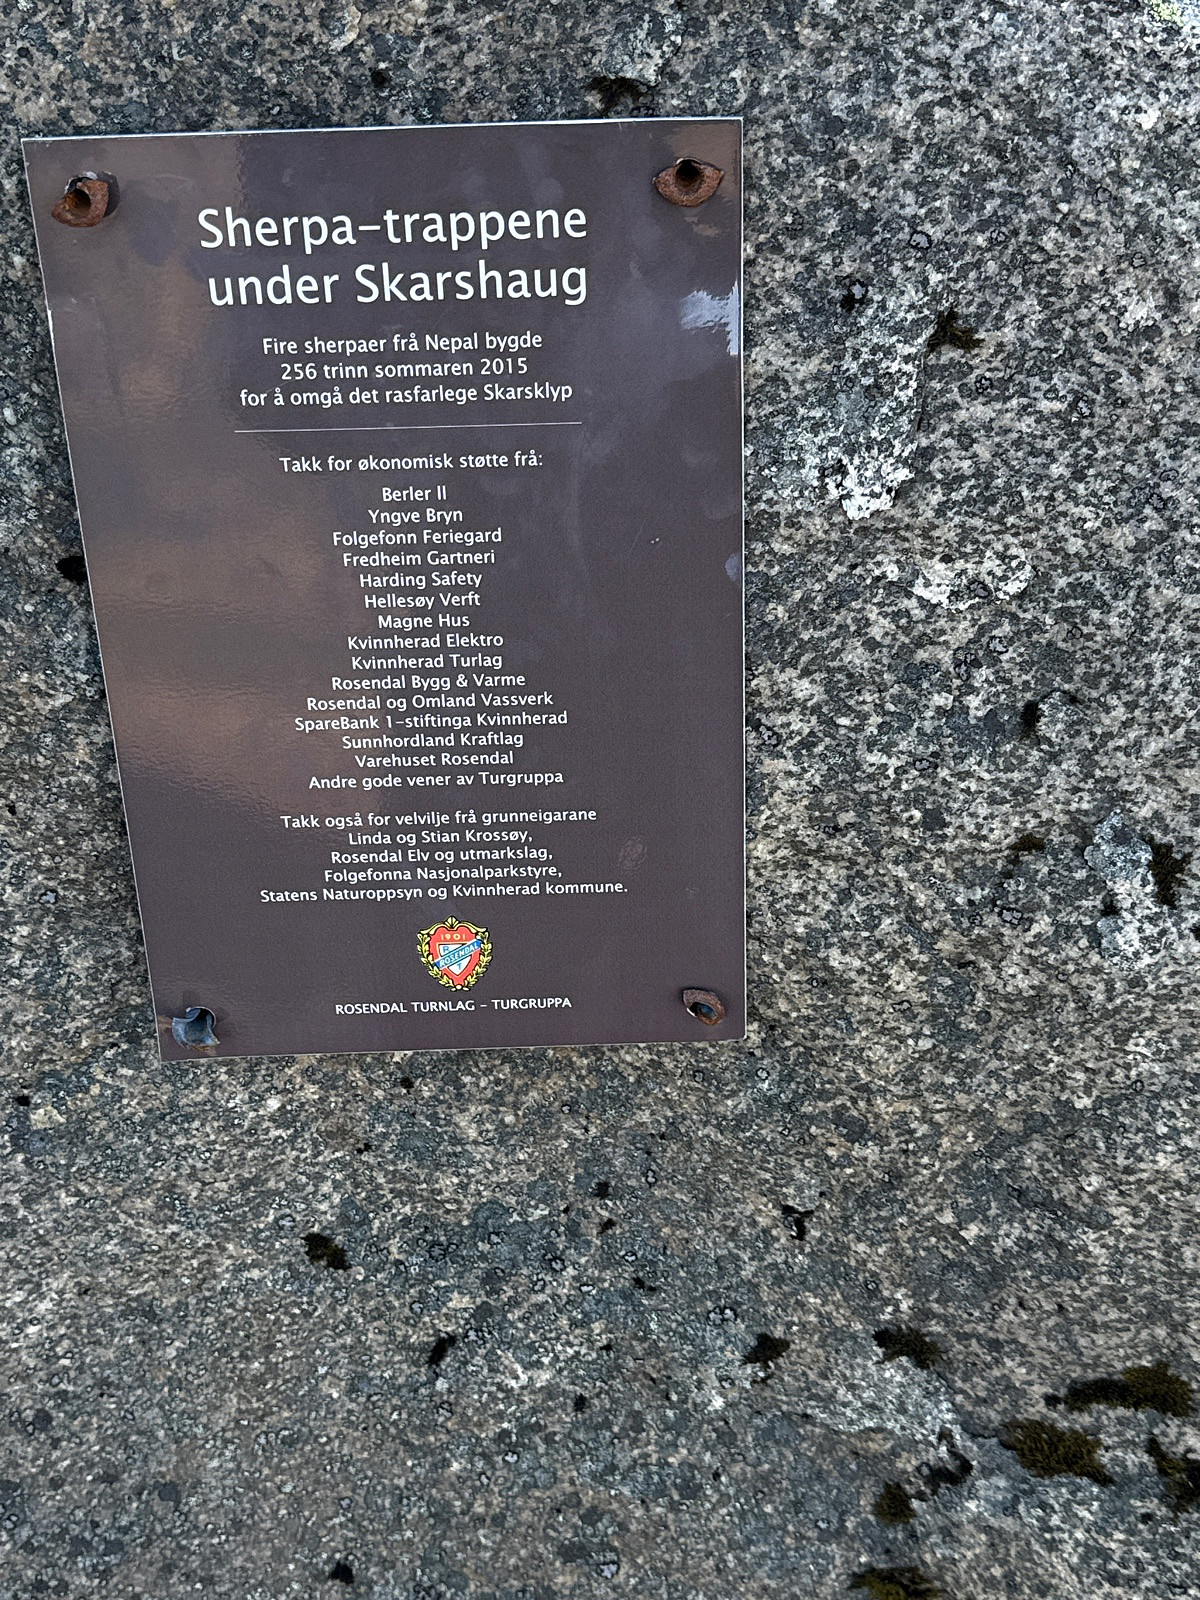 Sherpa-trappene
under Skarshaug
Fire sherpaer frå Nepal bygde
256 trinn sommaren 2015
for å omgå det rasfarlege Skarsklyp
Takk for økonomisk støtte frå:
Berler II
Yngve Bryn
Folgefonn Feriegard
Fredheim Gartneri
Harding Safety
Hellesøy Verft
Magne Hus
Kvinnherad Elektro
Kvinnherad Turlag
Rosendal Bygg & Varme
Rosendal og Omland Vassverk
SpareBank 1-stiftinga Kvinnherad
Sunnhordland Kraftlag
Varehuset Rosendal
Andre gode vener av Turgruppa
Takk også for velvilje frå grunneigarane
Linda og Stian Krossøy,
Rosendal Elv og utmarkslag,
Folgefonna Nasjonalparkstyre,
Statens Naturoppsyn og Kvinnherad kommune.
1901
R
ROSENDAL
T
ROSENDAL TURNLAG - TURGRUPPA